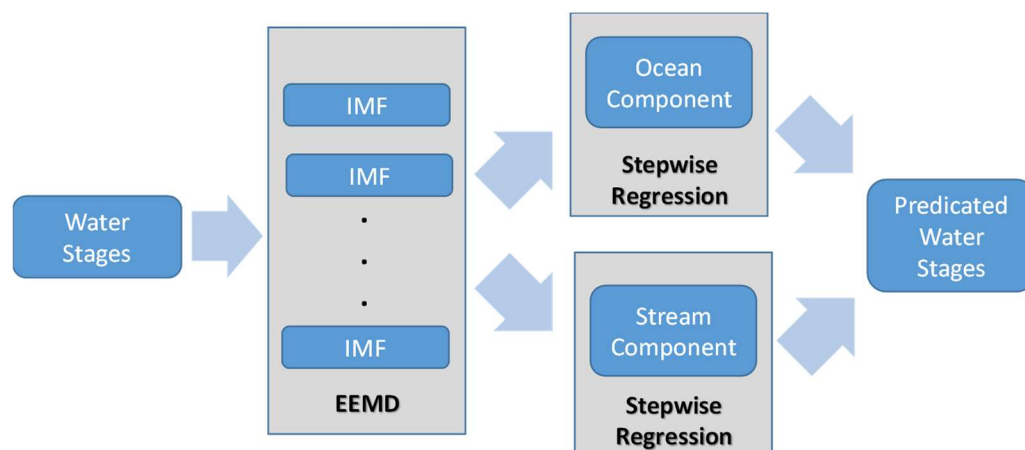 Water
Stages
IMF
IMF
.
.
.
IMF
EEMD
Ocean
Component
Stepwise
Regression
Stream
Component
Stepwise
Regression
Predicated
Water
Stages